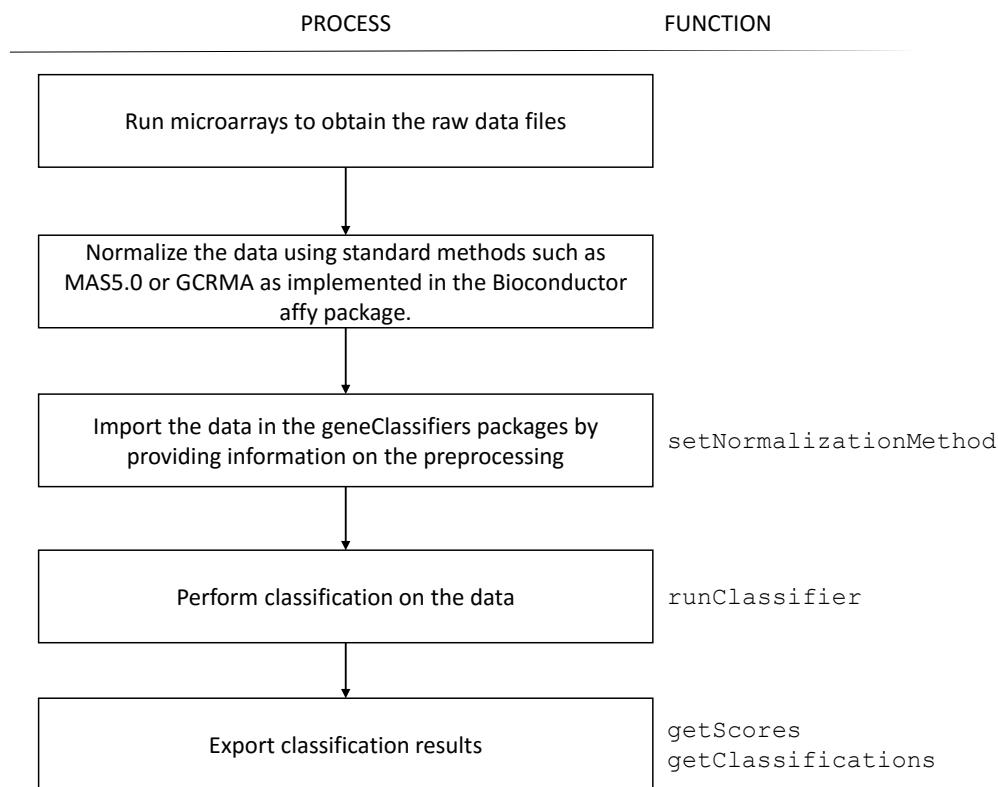 PROCESS FUNCTION
Run microarrays to obtain the raw data files
Normalize the data using standard methods such as
MAS5.0 or GCRMA as implemented in the Bioconductor
affy package.
Import the data in the geneClassifiers packages by
providing information on the preprocessing
setNormalizationMethod
Perform classification on the data
runClassifier
Export classification results
getScores
getClassifications